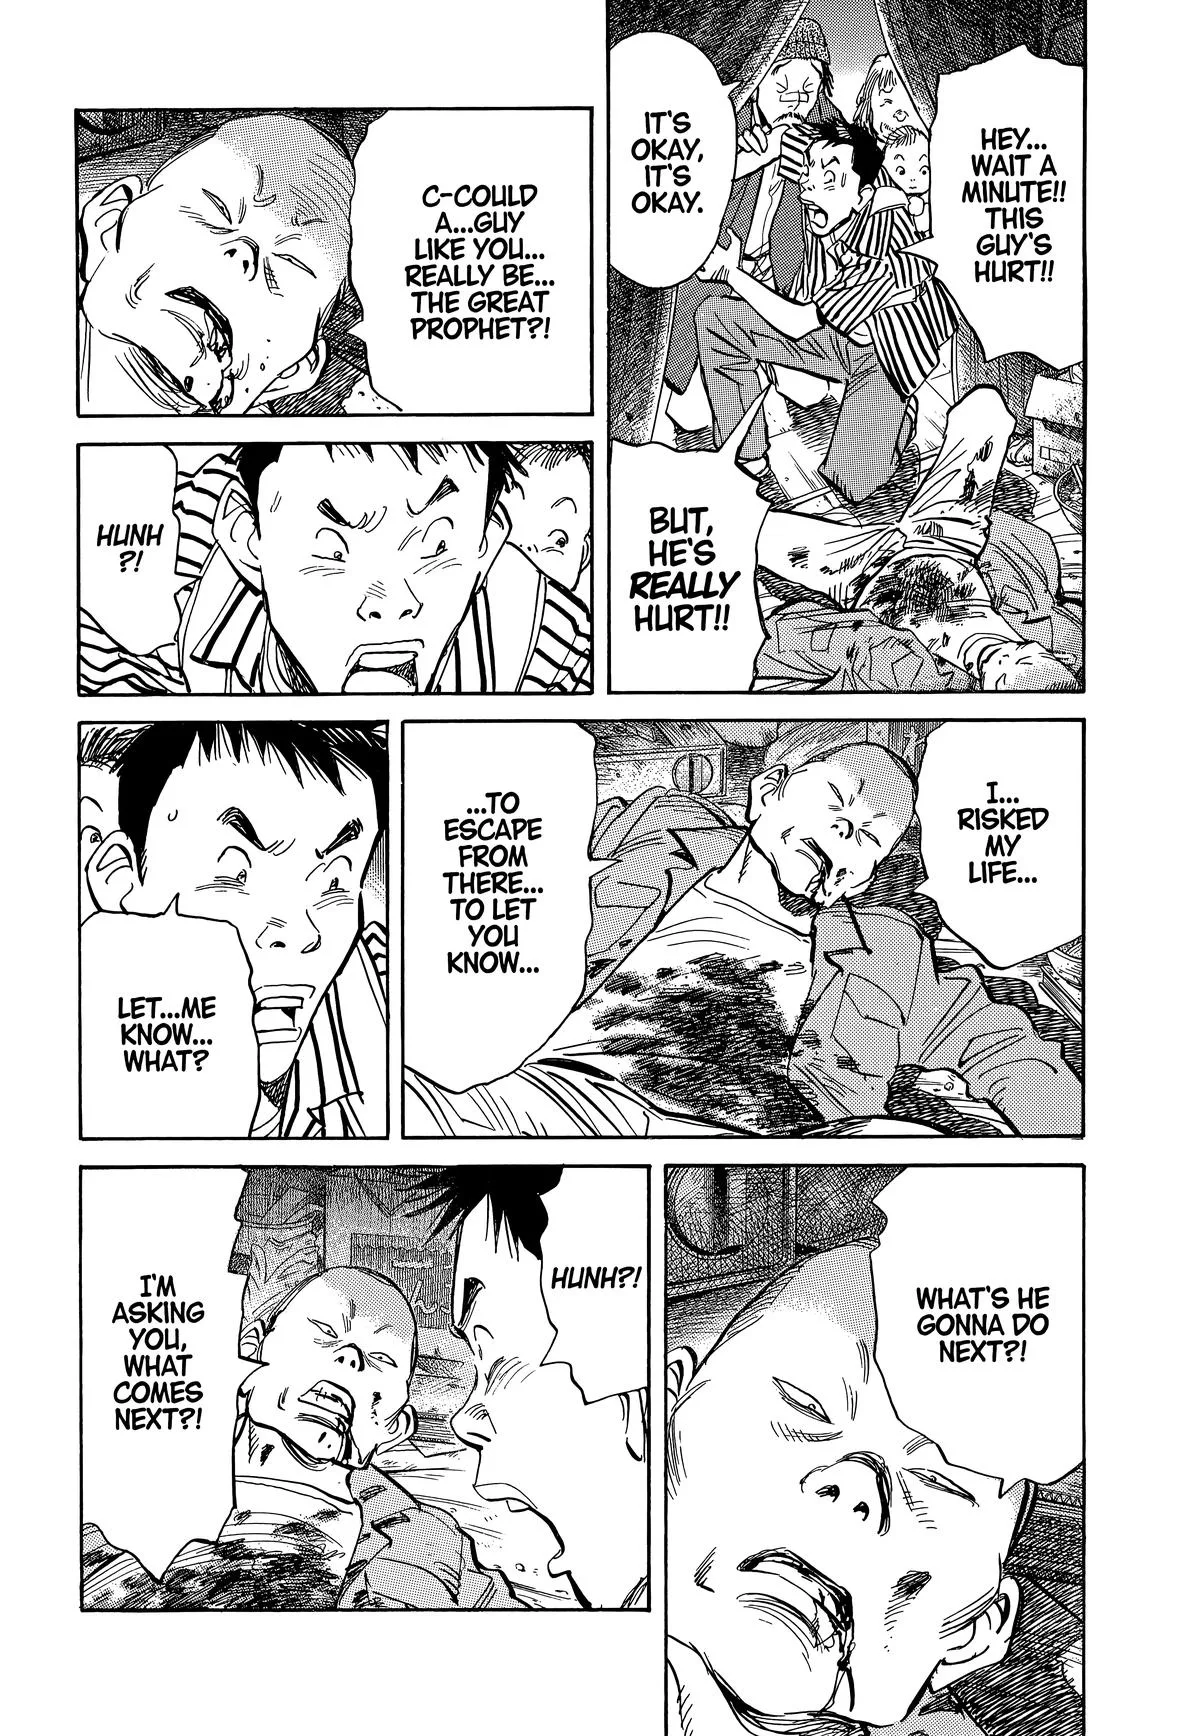 HEY...
WAIT A
MINUTE!!
THIS
GUY'S
HURT!!
IT'S
OKAY,
IT'S
OKAY.
BUT,
HE'S
REALLY
HURT!!
C-COULD
A...GUY
LIKE YOU...
REALLY BE...
THE GREAT
PROPHET?!
HUNH
?!
I...
RISKED
MY
LIFE...
...TO
ESCAPE
FROM
THERE...
TO LET
YOU
KNOW...
LET...ME
KNOW...
WHAT?
WHAT'S HE
GONNA DO
NEXT?!
HUNH?!
I'M
ASKING
YOU,
WHAT
COMES
NEXT?!